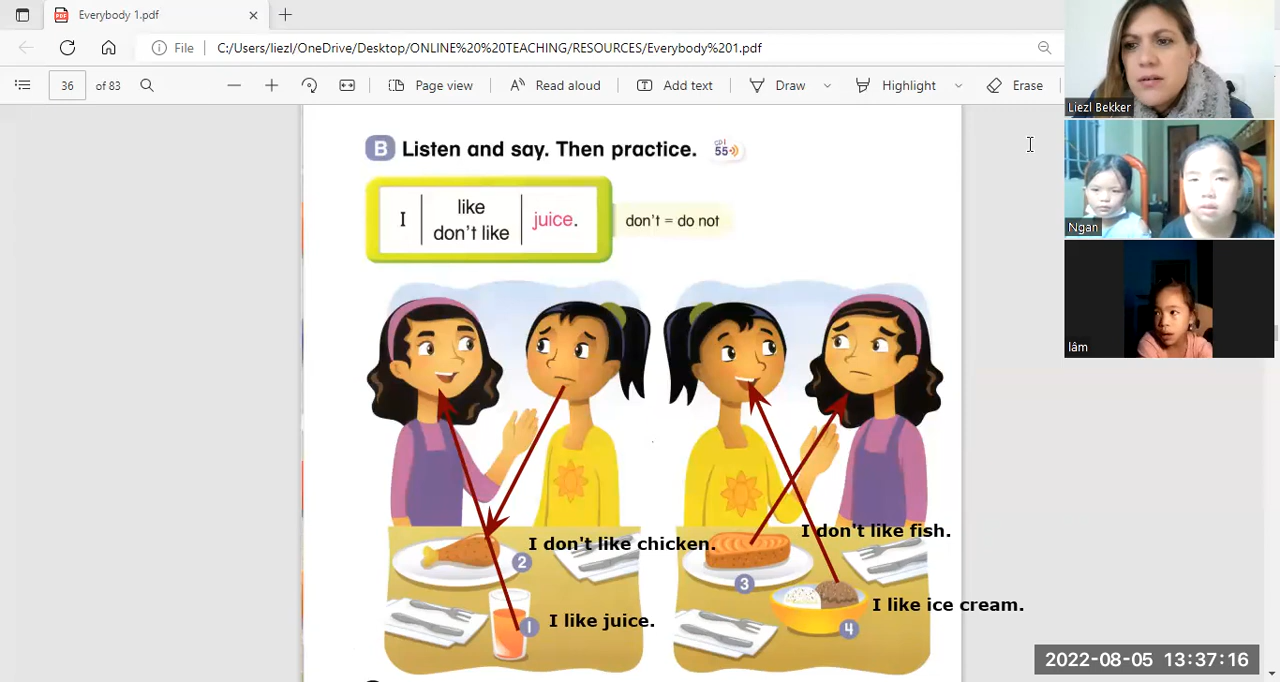 Everybody 1.pdf
File
C:/Users/liezl/OneDrive/Desktop/ONLINE%20%20TEACHING/RESOURCES/Everybody%201.pdf
36 of 83
Page view
Read aloud
Add text
Draw
Highlight
Erase
Liezl Bekker
Ngan
lâm
B Listen and say. Then practice. CD1 55
I like juice.
don't like
don't = do not
I don't like fish.
I don't like chicken.
2
3
I like ice cream.
I like juice.
1
4
2022-08-05 13:37:16